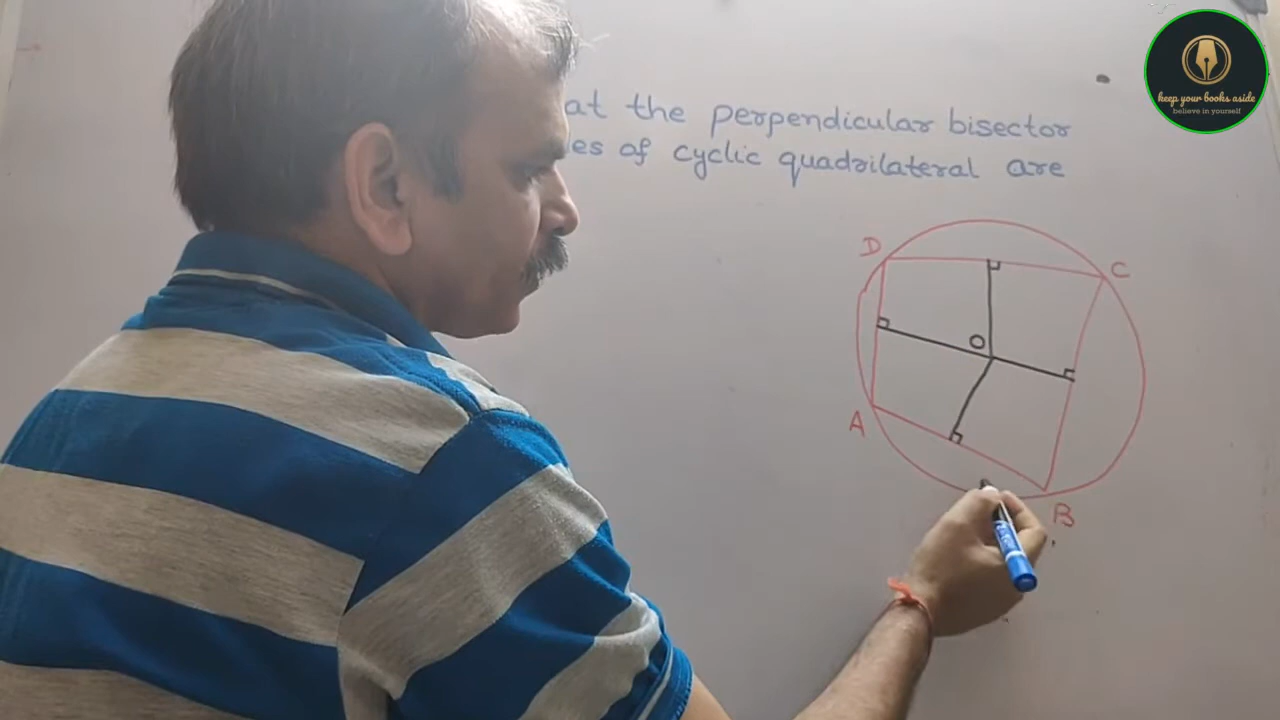 at the perpendicular bisector
es of cyclic quadrilateral are
D
C
O
A
B
keep your books aside
believe in yourself